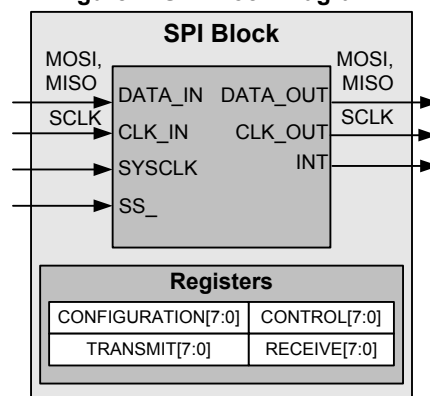 SPI Block
MOSI, MISO
MOSI, MISO
DATA_IN DATA_OUT
SCLK
SCLK
CLK_IN CLK_OUT
SYSCLK INT
SS_
Registers
CONFIGURATION[7:0] CONTROL[7:0]
TRANSMIT[7:0] RECEIVE[7:0]